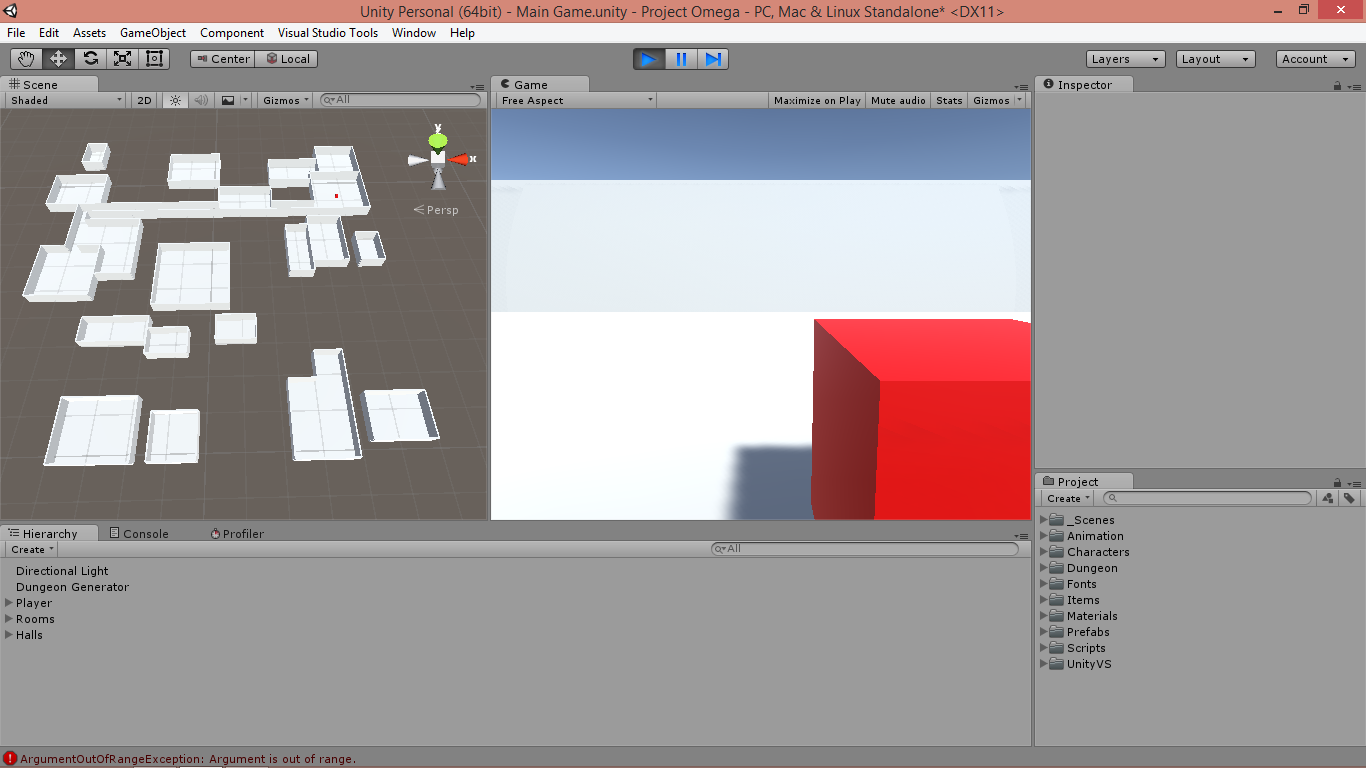 Unity Personal (64bit) - Main Game.unity - Project Omega - PC, Mac & Linux Standalone* <DX11>
File Edit Assets GameObject Component Visual Studio Tools Window Help
Center Local Layers Layout Account
Scene
Shaded 2D Gizmos All
y
x
Persp
Game
Free Aspect Maximize on Play Mute audio Stats Gizmos
Inspector
Hierarchy Console Profiler
Create All
Directional Light
Dungeon Generator
Player
Rooms
Halls
Project
Create
_Scenes
Animation
Characters
Dungeon
Fonts
Items
Materials
Prefabs
Scripts
UnityVS
ArgumentOutOfRangeException: Argument is out of range.